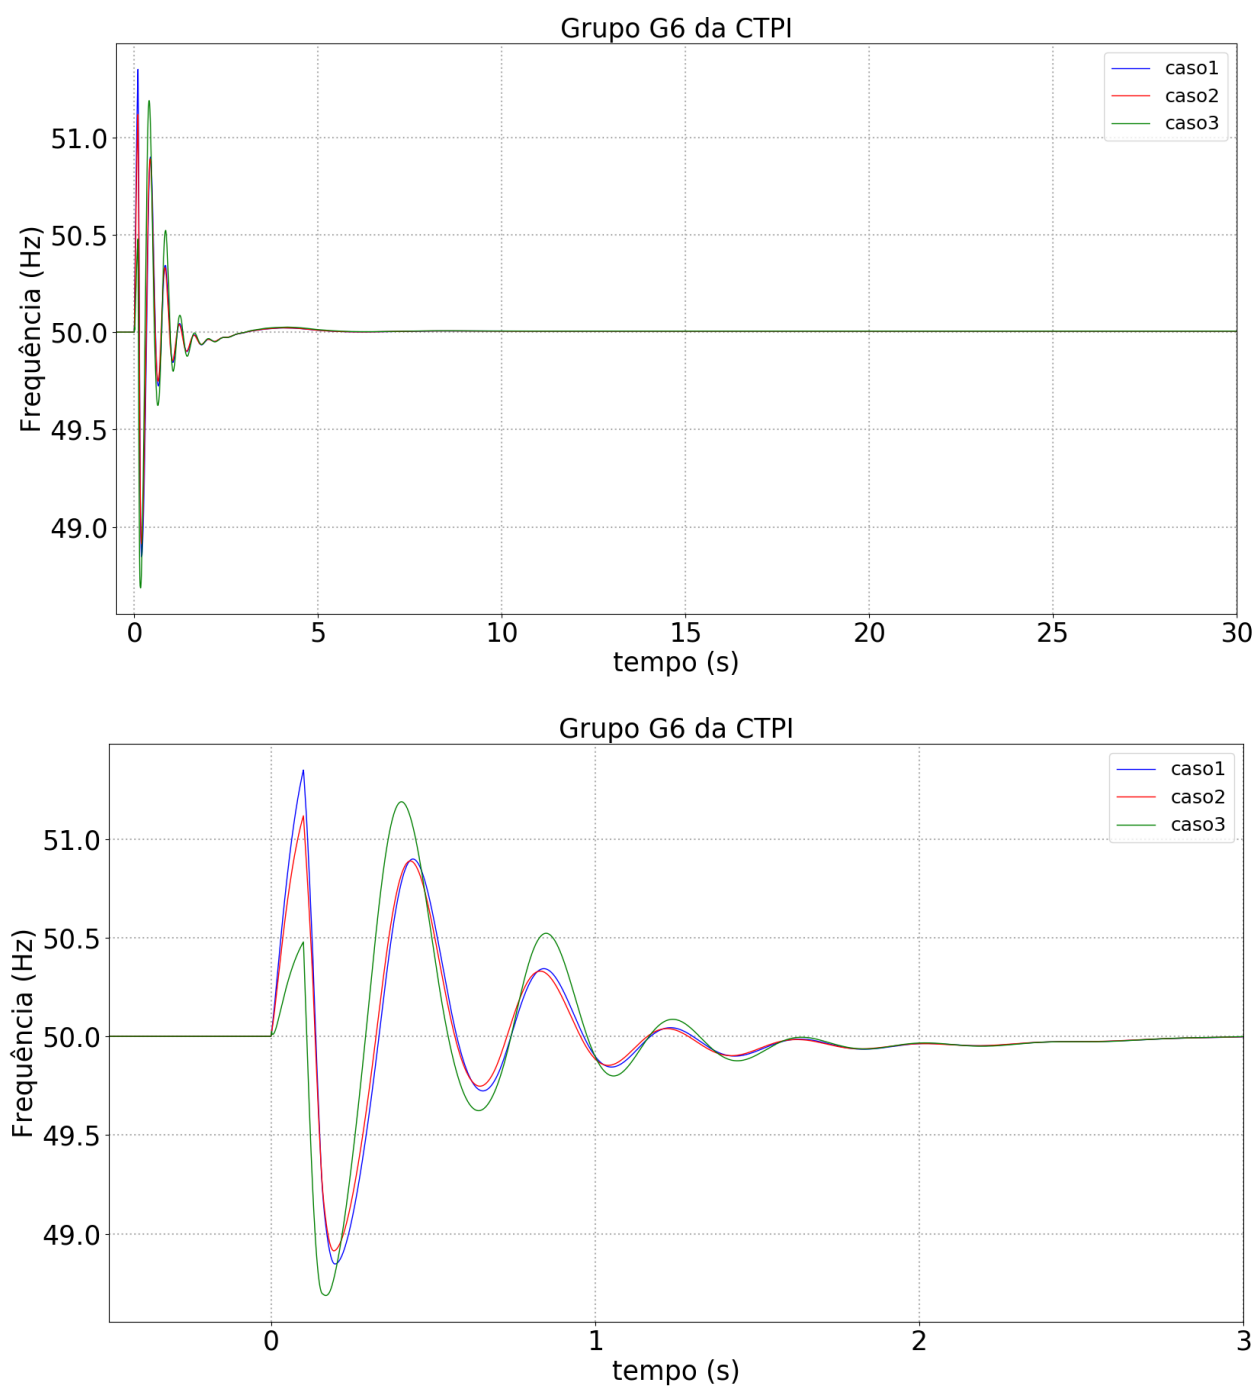 Grupo G6 da CTPI
caso1
caso2
caso3
51.0
50.5
50.0
49.5
49.0
Frequência (Hz)
0 5 10 15 20 25 30
tempo (s)
Grupo G6 da CTPI
caso1
caso2
caso3
51.0
50.5
50.0
49.5
49.0
Frequência (Hz)
0 1 2 3
tempo (s)